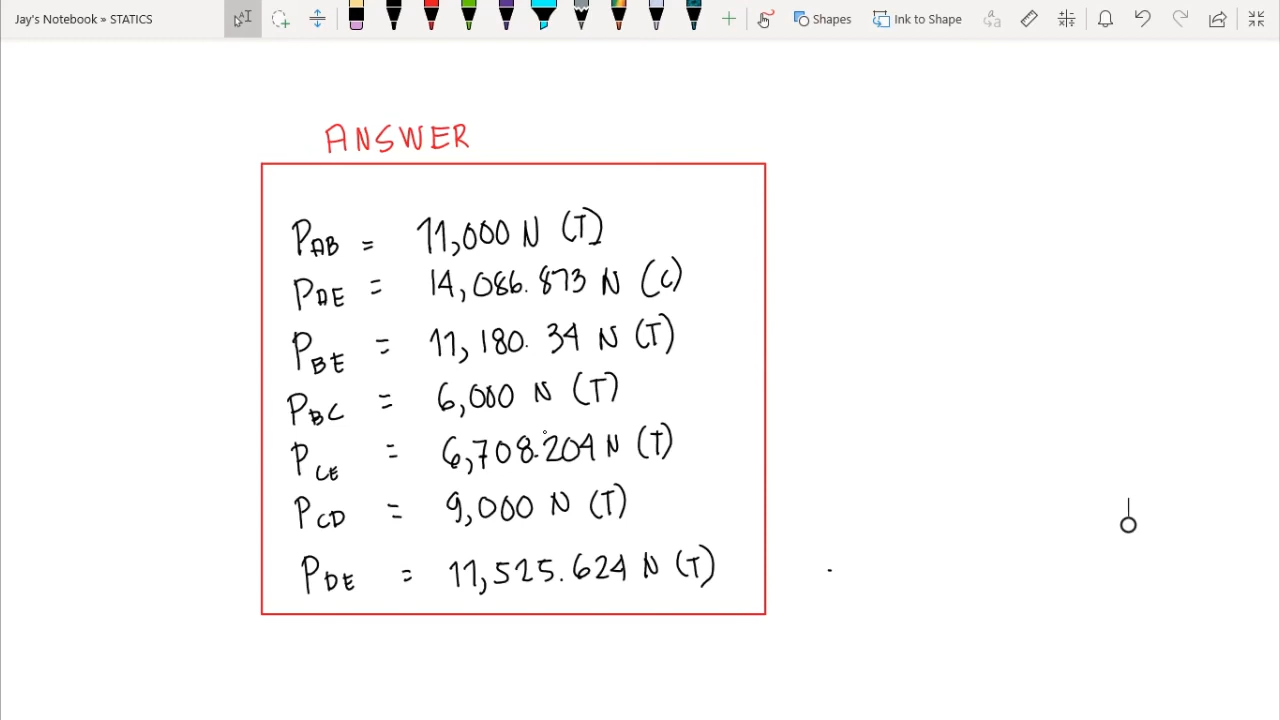 Jay's Notebook » STATICS
Shapes
Ink to Shape
ANSWER
PAB = 11,000 N (T)
PAE = 14,086.873 N (C)
PBE = 11,180.34 N (T)
PBC = 6,000 N (T)
PCE = 6,708.204 N (T)
PCD = 9,000 N (T)
PDE = 11,525.624 N (T)